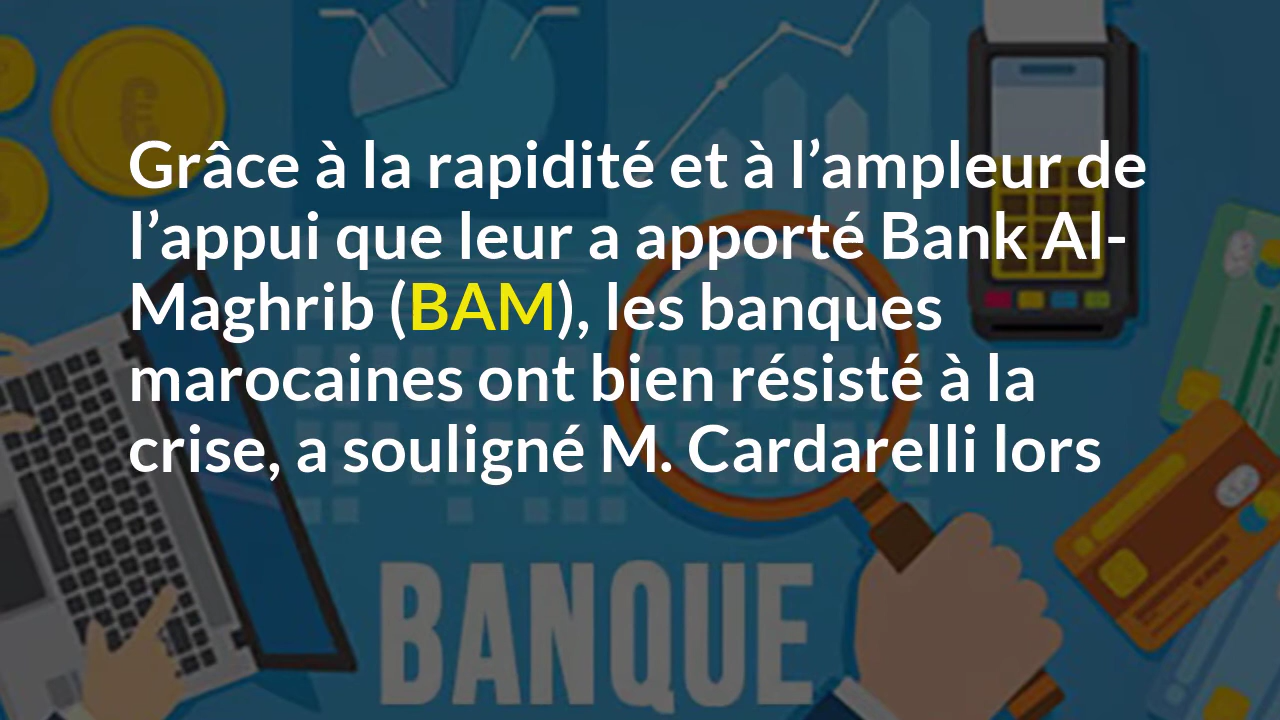 Grâce à la rapidité et à l’ampleur de
l’appui que leur a apporté Bank Al-
Maghrib (BAM), les banques
marocaines ont bien résisté à la
crise, a souligné M. Cardarelli lors
BANQUE